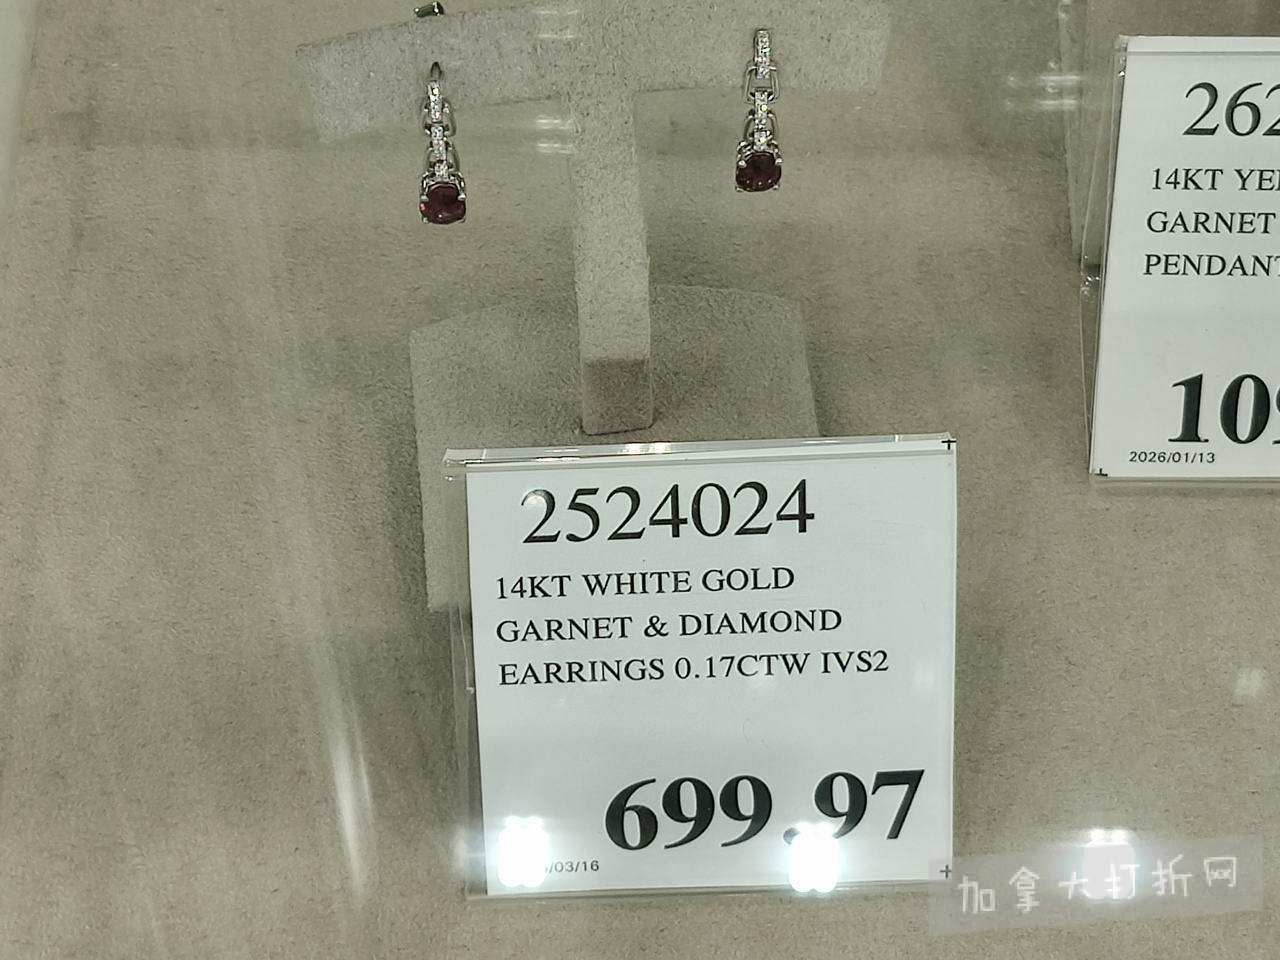 2524024
14KT WHITE GOLD
GARNET & DIAMOND
EARRINGS 0.17CTW IVS2
699.97
/03/16
262
14KT YE
GARNET
PENDANT
10
2026/01/13
加拿大打折网